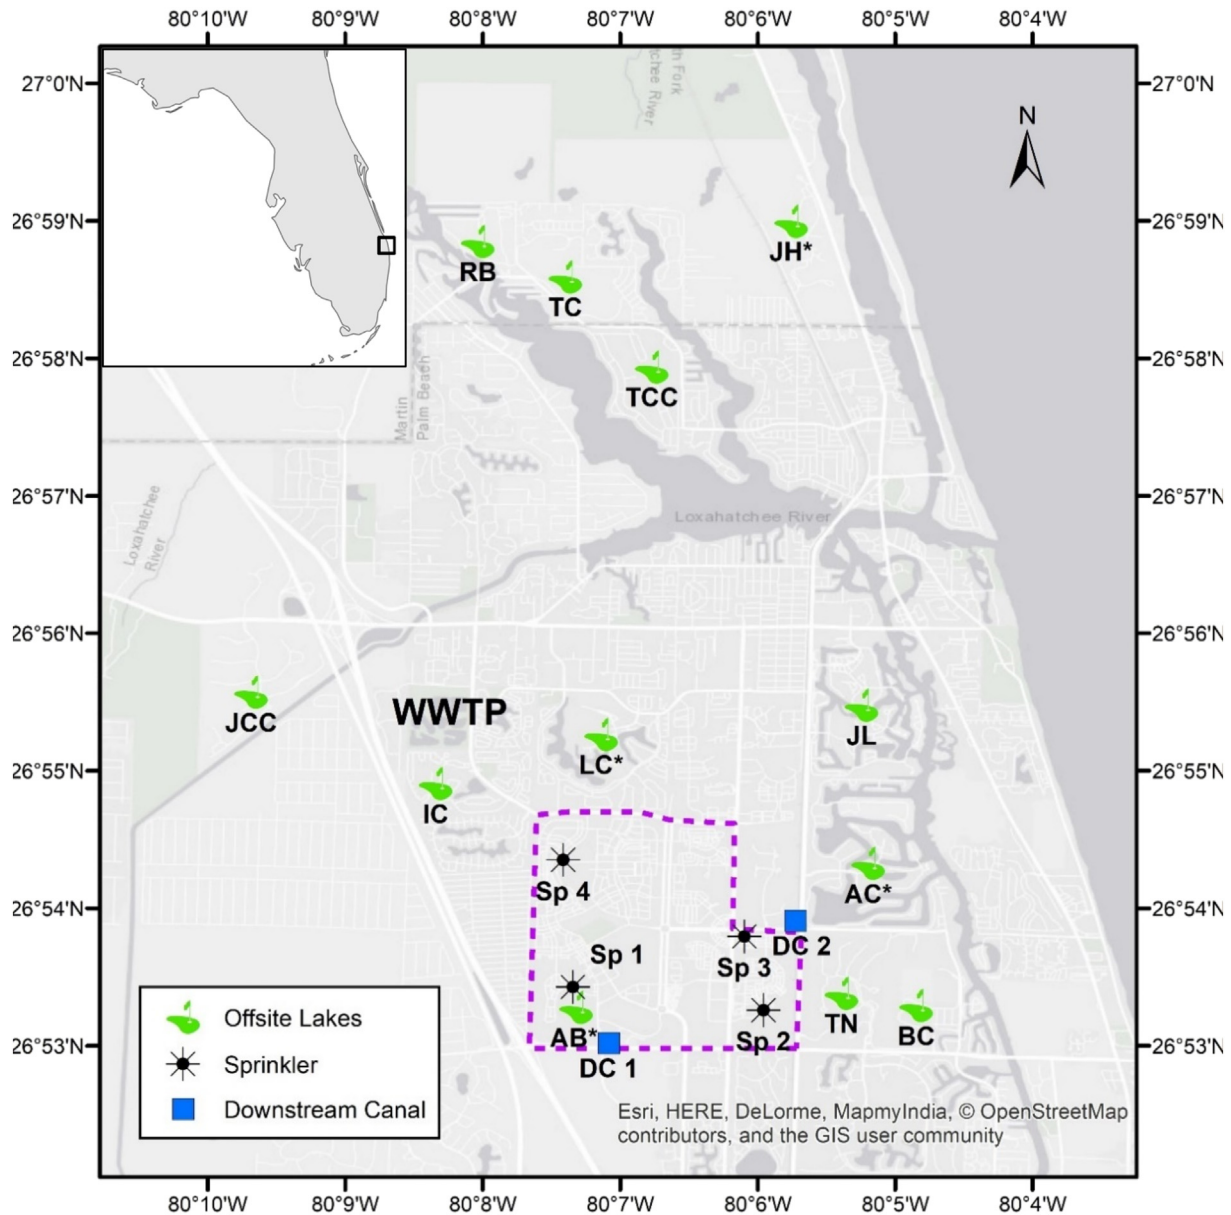 80°10'W 80°9'W 80°8'W 80°7'W 80°6'W 80°5'W 80°4'W
27°0'N 27°0'N
th Fork
tchee River
N
26°59'N 26°59'N
JH*
RB
TC
26°58'N 26°58'N
TCC
Martin
Palm Beach
26°57'N 26°57'N
Loxahatchee River
Loxahatchee
River
26°56'N 26°56'N
JCC
WWTP
JL
LC*
26°55'N 26°55'N
IC
Sp 4
AC*
26°54'N 26°54'N
DC 2
Sp 1
Sp 3
Offsite Lakes
TN
BC
AB*
Sp 2
26°53'N 26°53'N
Sprinkler
DC 1
Downstream Canal
Esri, HERE, DeLorme, MapmyIndia, © OpenStreetMap
contributors, and the GIS user community
80°10'W 80°9'W 80°8'W 80°7'W 80°6'W 80°5'W 80°4'W